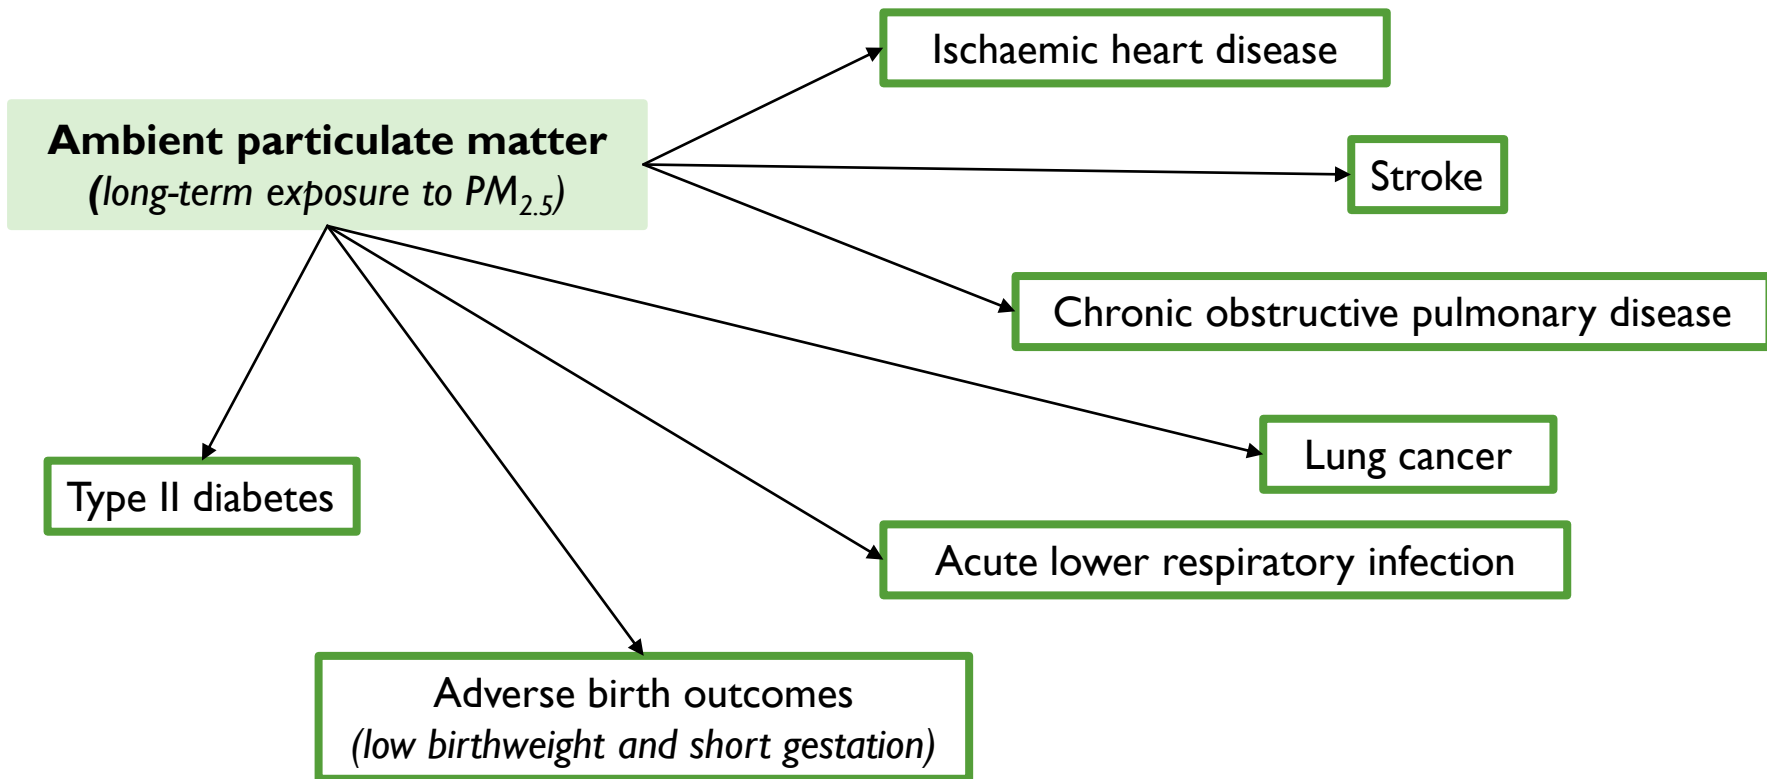 Ischaemic heart disease
Ambient particulate matter
(long-term exposure to PM2.5)
Stroke
Chronic obstructive pulmonary disease
Lung cancer
Type II diabetes
Acute lower respiratory infection
Adverse birth outcomes
(low birthweight and short gestation)